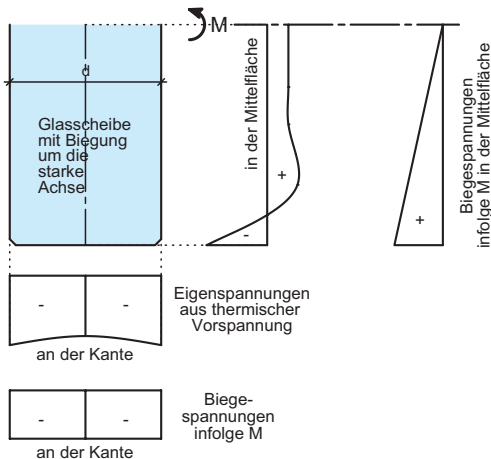 M
d
Glasscheibe
mit Biegung
um die
starke
Achse
in der Mittelfläche
+
-
Biegespannungen
infolge M in der Mittelfläche
+
- -
Eigenspannungen
aus thermischer
Vorspannung
an der Kante
- -
Biege-
spannungen
infolge M
an der Kante